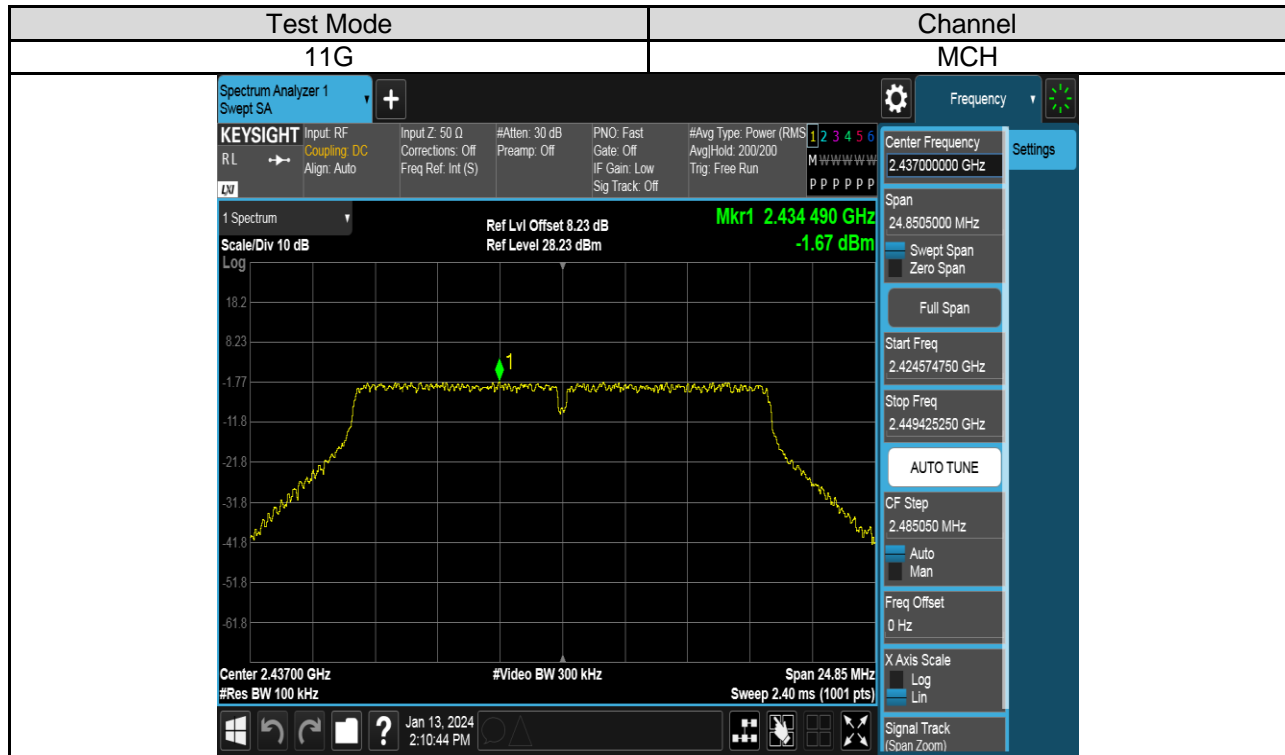 Test Mode Channel
11G MCH
Spectrum Analyzer 1
Swept SA
+
Frequency
KEYSIGHT
RL
LXI
Input: RF
Coupling: DC
Align: Auto
Input Z: 50 Ω
Corrections: Off
Freq Ref: Int (S)
#Atten: 30 dB
Preamp: Off
PNO: Fast
Gate: Off
IF Gain: Low
Sig Track: Off
#Avg Type: Power (RMS
Avg|Hold: 200/200
Trig: Free Run
1 2 3 4 5 6
M W W W W W
P P P P P P
1 Spectrum
Scale/Div 10 dB
Log
Ref Lvl Offset 8.23 dB
Ref Level 28.23 dBm
Mkr1 2.434 490 GHz
-1.67 dBm
18.2
8.23
-1.77
-11.8
-21.8
-31.8
-41.8
-51.8
-61.8
1
Center 2.43700 GHz
#Res BW 100 kHz
#Video BW 300 kHz
Span 24.85 MHz
Sweep 2.40 ms (1001 pts)
?
Jan 13, 2024
2:10:44 PM
Center Frequency
2.437000000 GHz
Span
24.8505000 MHz
Swept Span
Zero Span
Full Span
Start Freq
2.424574750 GHz
Stop Freq
2.449425250 GHz
AUTO TUNE
CF Step
2.485050 MHz
Auto
Man
Freq Offset
0 Hz
X Axis Scale
Log
Lin
Signal Track
(Span Zoom)
Settings